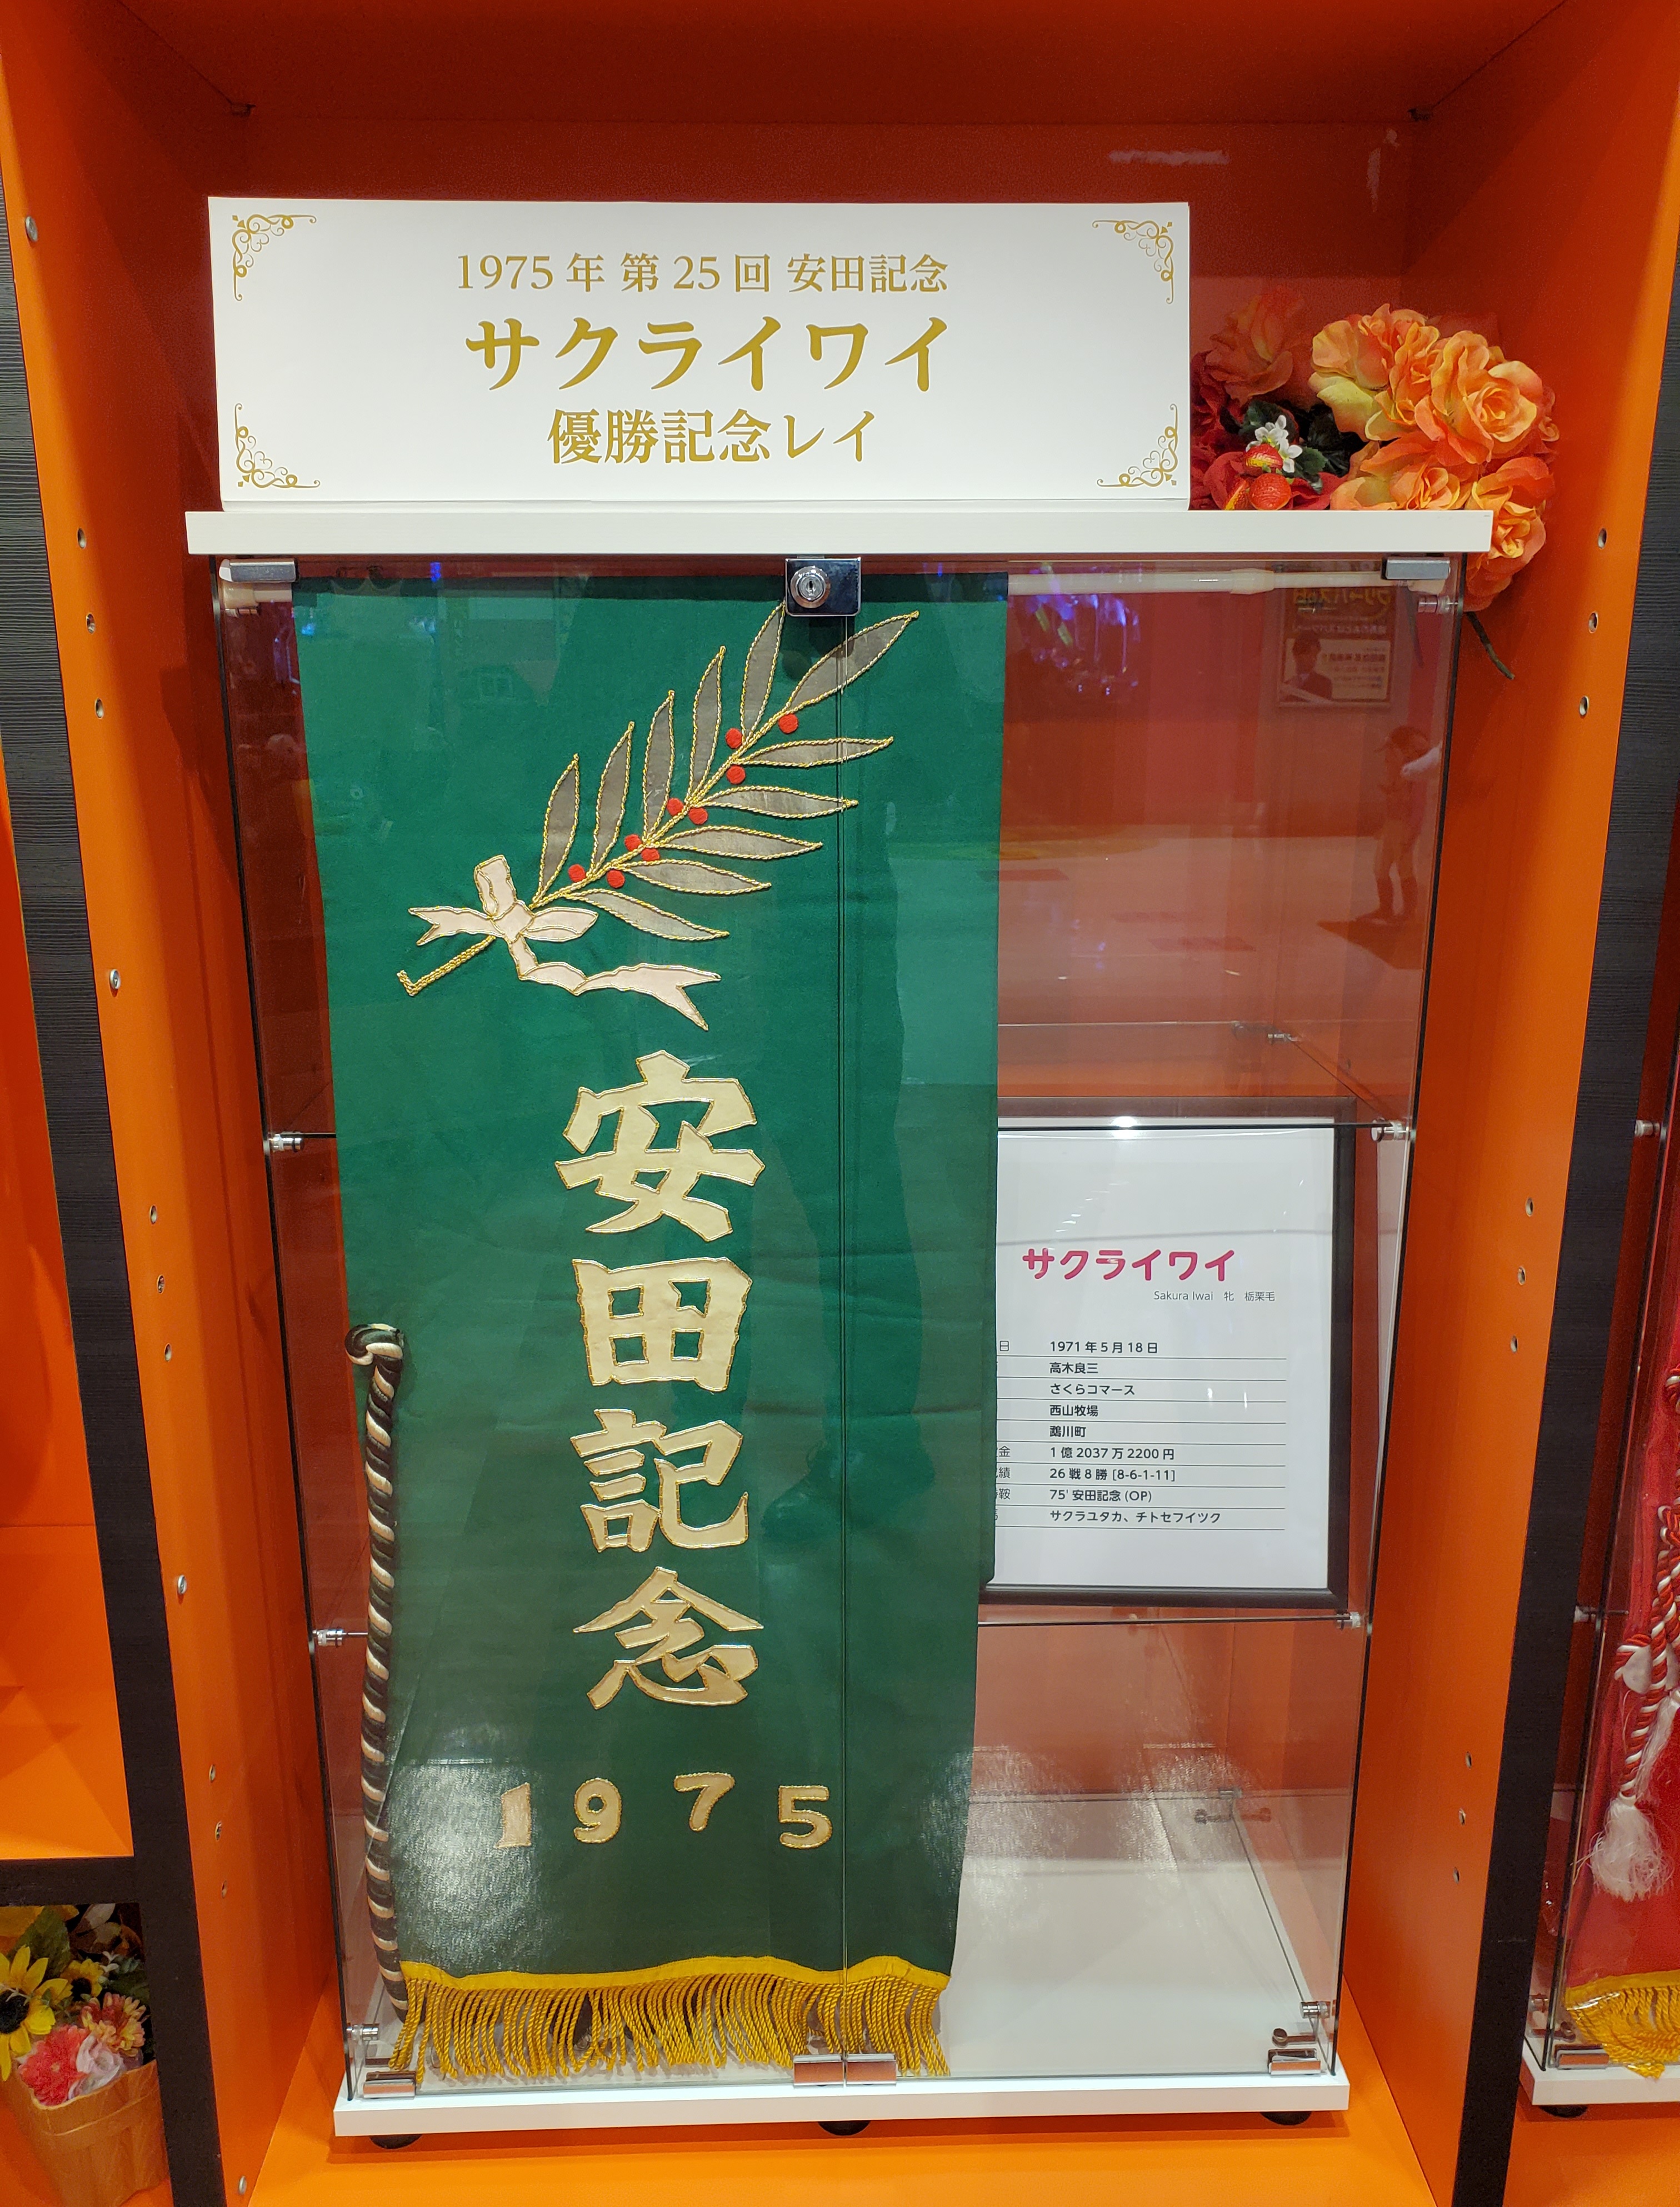 1975年 第25回 安田記念
サクライワイ
優勝記念レイ
安田記念
1975
サクライワイ
Sakura Iwai 牝 栃栗毛
日 1971年5月18日
高木良三
さくらコマース
西山牧場
鵡川町
金 1億2037万2200円
績 26戦8勝 [8-6-1-11]
鞍 75' 安田記念 (OP)
サクラユタカ、チトセフイツク